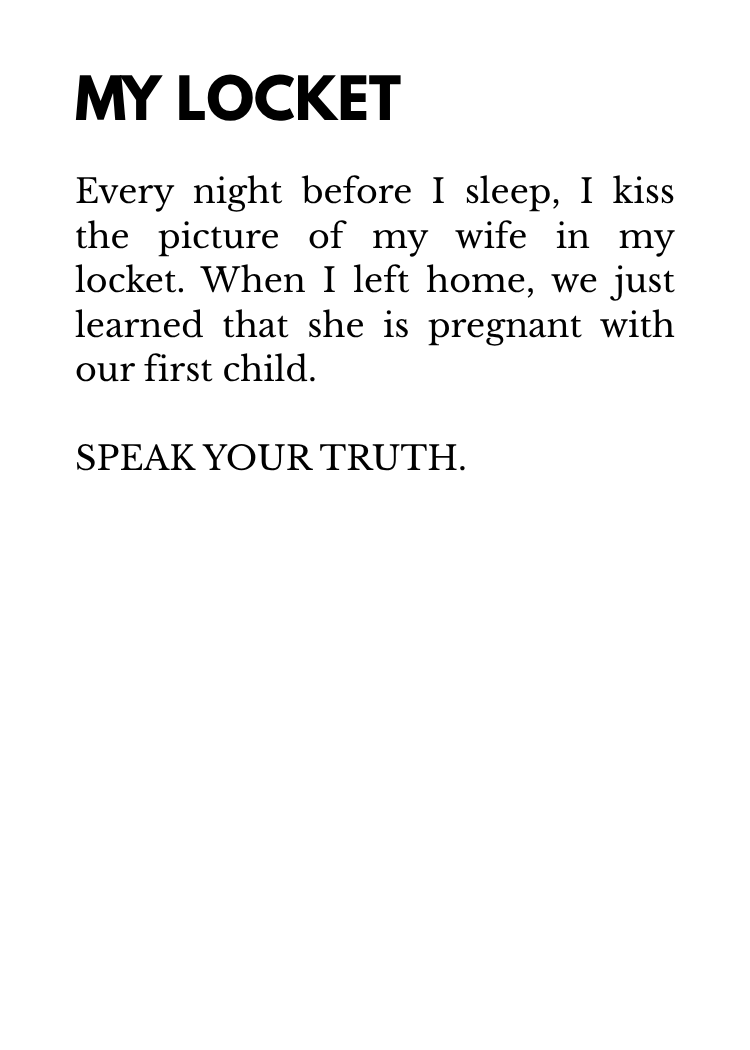 MY LOCKET
Every night before I sleep, I kiss
the picture of my wife in my
locket. When I left home, we just
learned that she is pregnant with
our first child.
SPEAK YOUR TRUTH.